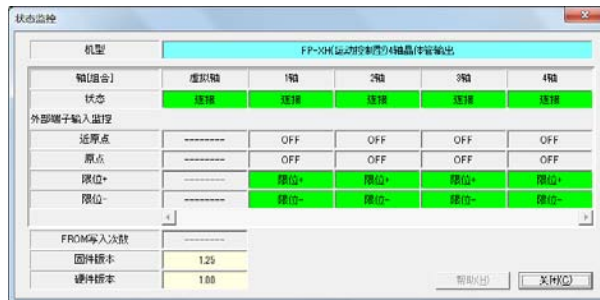 状态监控
机型 FP-XH(运动控制型)4轴晶体管输出
轴[组合] 虚拟轴 1轴 2轴 3轴 4轴
状态 连接 连接 连接 连接 连接
外部端子输入监控
近原点 -------- OFF OFF OFF OFF
原点 -------- OFF OFF OFF OFF
限位+ -------- 限位+ 限位+ 限位+ 限位+
限位- -------- 限位- 限位- 限位- 限位-
FROM写入次数 --------
固件版本 1.25
硬件版本 1.00
帮助(H) 关闭(C)